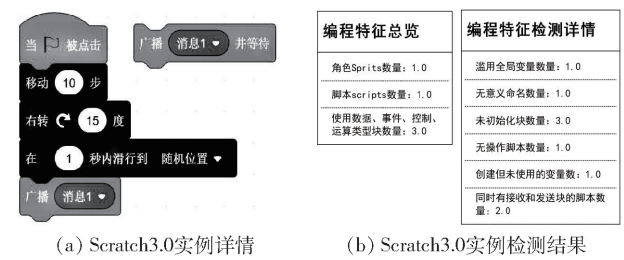 当 被点击
移动 10 步
右转 15 度
在 1 秒内滑行到 随机位置
广播 消息1
广播 消息1 并等待
(a) Scratch3.0实例详情
编程特征总览
角色Sprits数量：1.0
脚本scripts数量：1.0
使用数据、事件、控制、
运算类型块数量：3.0
编程特征检测详情
滥用全局变量数量：1.0
无意义命名数量：1.0
未初始化块数量：3.0
无操作脚本数量：1.0
创建但未使用的变量数：1.0
同时有接收和发送块的脚本数
量：2.0
(b) Scratch3.0实例检测结果